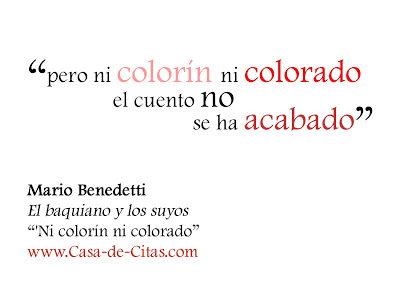 “pero ni colorín ni colorado
el cuento no
se ha acabado”
Mario Benedetti
El baquiano y los suyos
“'Ni colorín ni colorado”
www.Casa-de-Citas.com